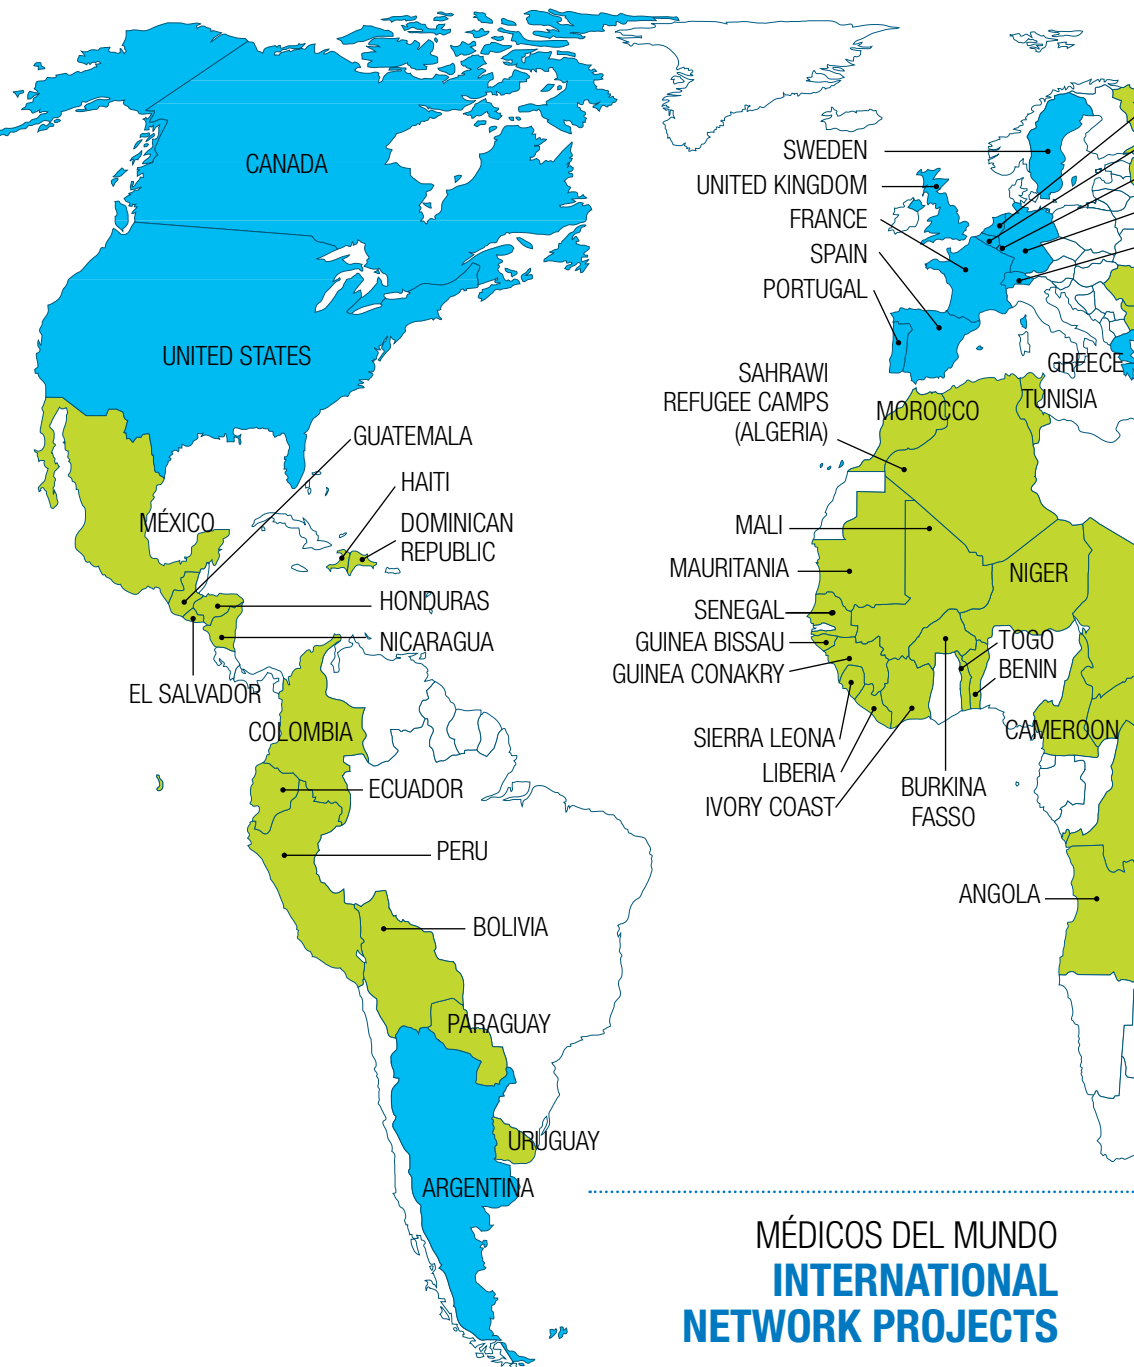 CANADA
UNITED STATES
GUATEMALA
HAITI
MÉXICO
DOMINICAN
REPUBLIC
HONDURAS
NICARAGUA
EL SALVADOR
COLOMBIA
ECUADOR
PERU
BOLIVIA
PARAGUAY
URUGUAY
ARGENTINA
SWEDEN
UNITED KINGDOM
FRANCE
SPAIN
PORTUGAL
GREECE
SAHRAWI
REFUGEE CAMPS
(ALGERIA)
MOROCCO
TUNISIA
MALI
MAURITANIA
NIGER
SENEGAL
GUINEA BISSAU
GUINEA CONAKRY
TOGO
BENIN
SIERRA LEONA
LIBERIA
IVORY COAST
BURKINA
FASSO
CAMEROON
ANGOLA
MÉDICOS DEL MUNDO
INTERNATIONAL
NETWORK PROJECTS